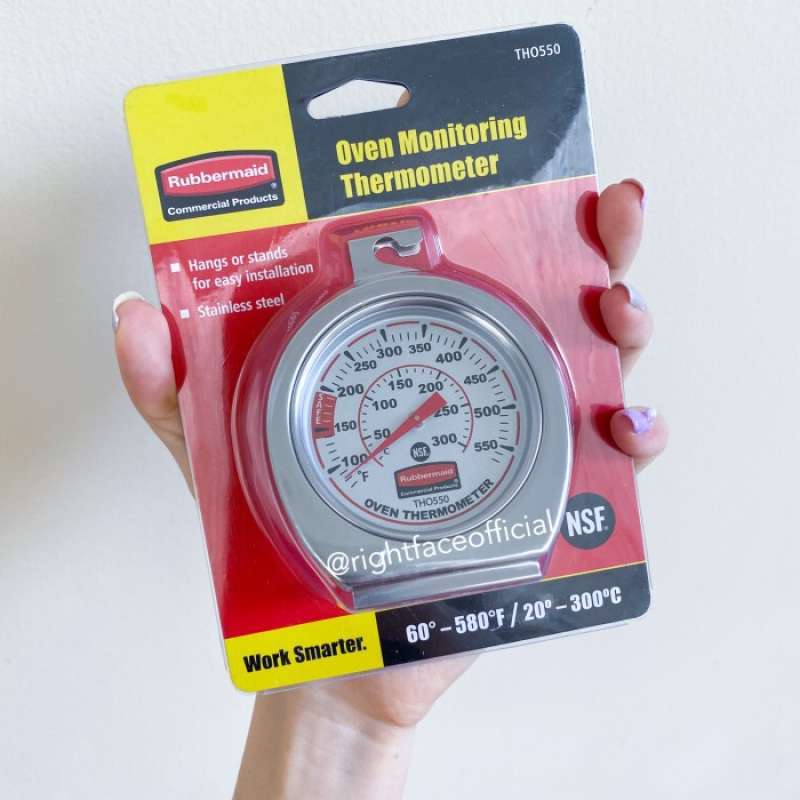 THO550
Oven Monitoring
Thermometer
Rubbermaid®
Commercial Products
Hangs or stands
for easy installation
Stainless steel
300 350
250 400
200 450
150 200
SAFE 100 250 500
150 50 300 550
100 °C
°F
NSF
Rubbermaid
Commercial Products
THO550
OVEN THERMOMETER
@rightfaceofficial
NSF®
60° – 580°F / 20° – 300°C
Work Smarter.